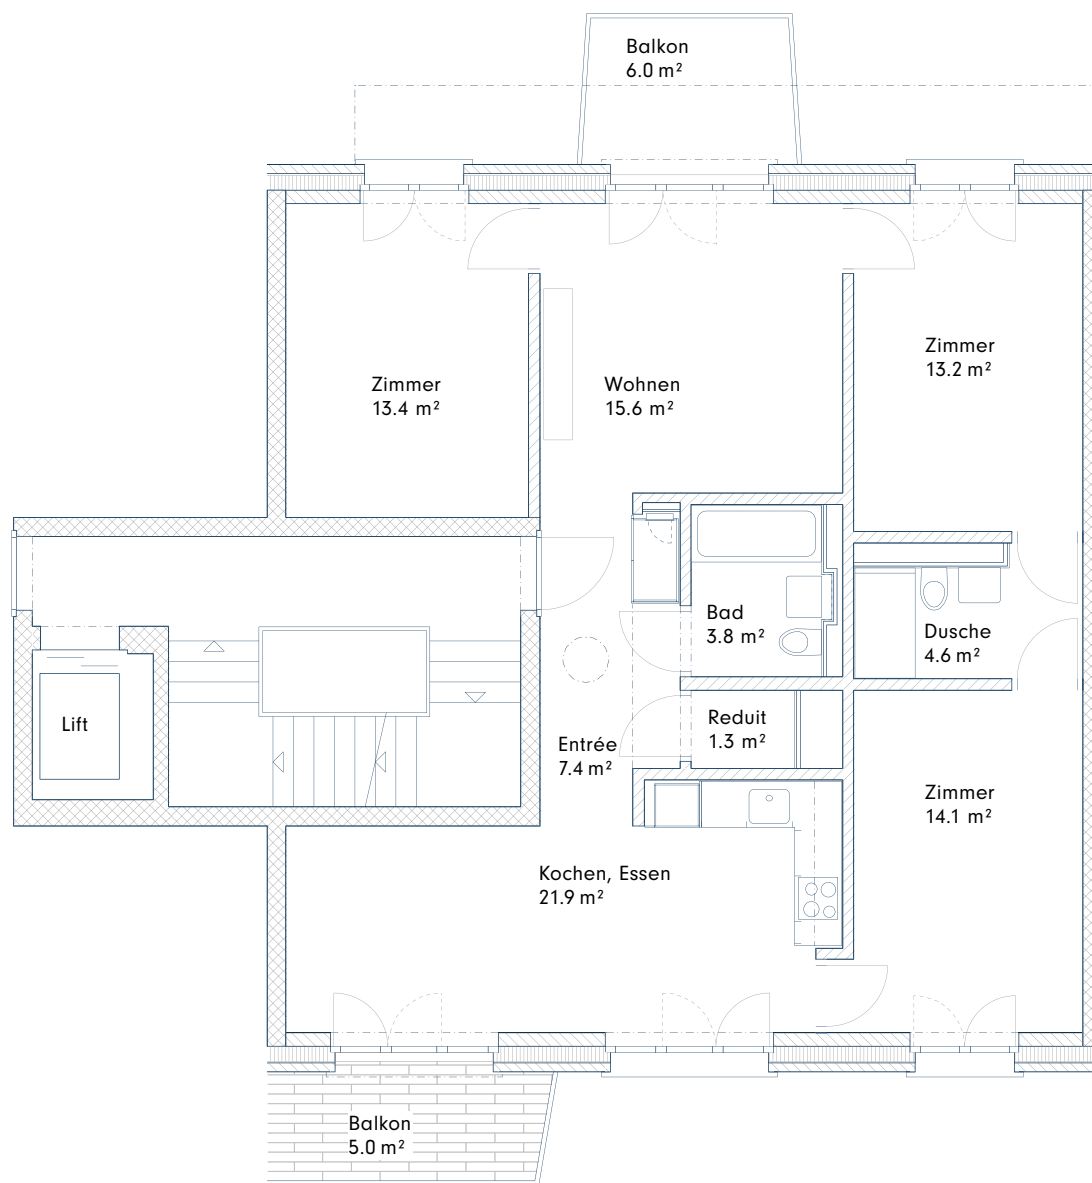 Balkon
6.0 m²
Zimmer
13.2 m²
Zimmer
13.4 m²
Wohnen
15.6 m²
Bad
3.8 m²
Dusche
4.6 m²
Lift
Reduit
1.3 m²
Entrée
7.4 m²
Zimmer
14.1 m²
Kochen, Essen
21.9 m²
Balkon
5.0 m²